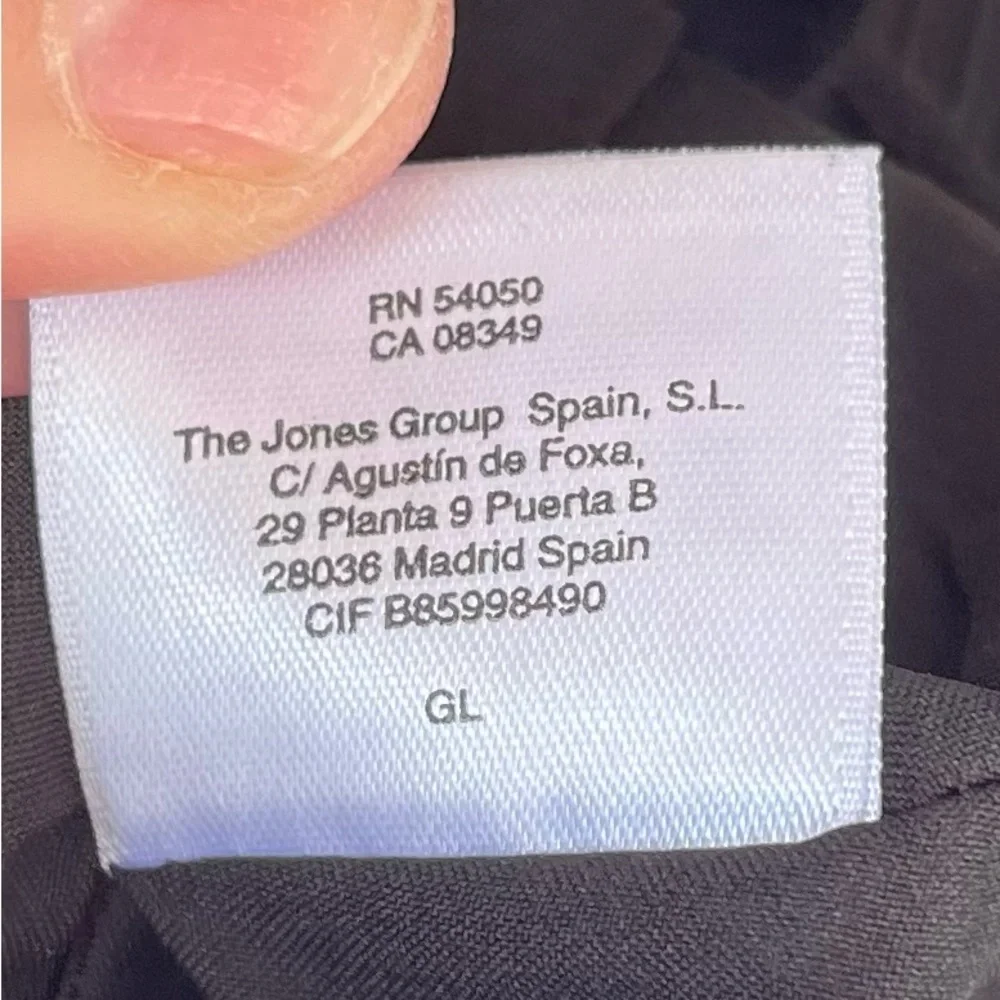 RN 54050
CA 08349
The Jones Group Spain, S.L.
C/ Agustín de Foxa,
29 Planta 9 Puerta B
28036 Madrid Spain
CIF B85998490
GL